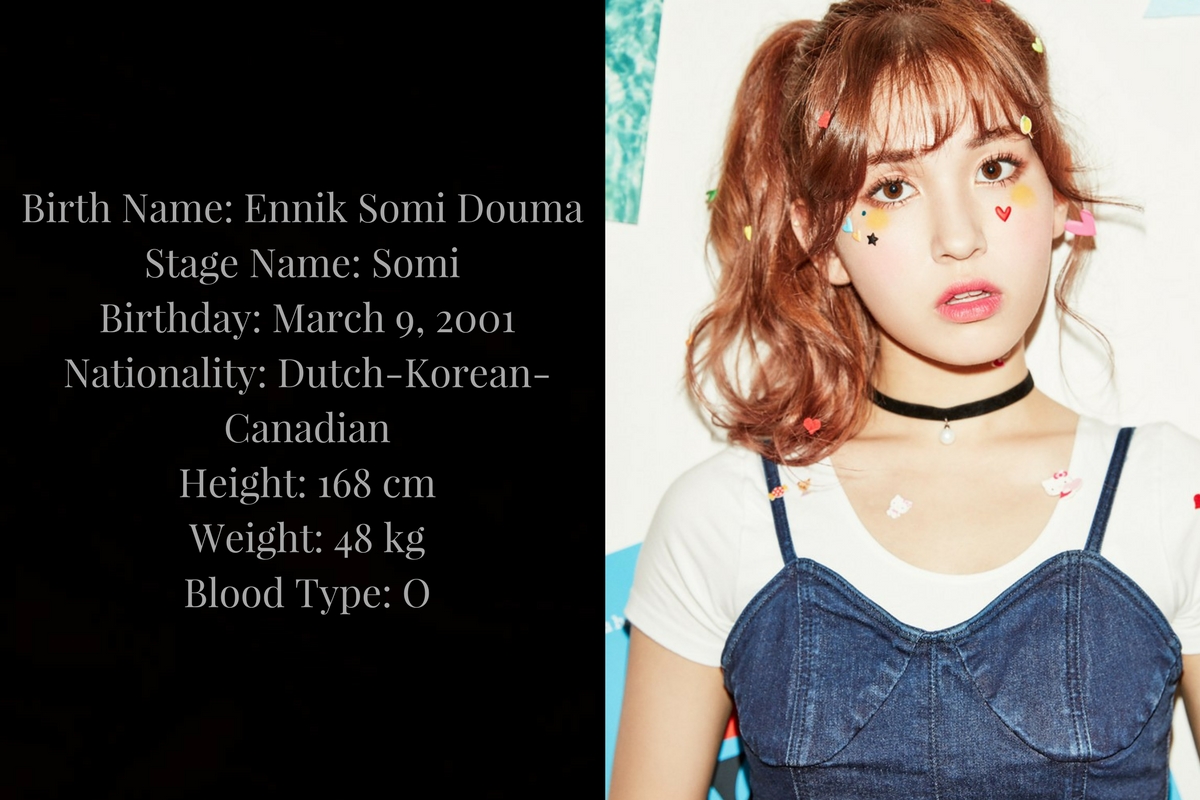 Birth Name: Ennik Somi Douma
Stage Name: Somi
Birthday: March 9, 2001
Nationality: Dutch-Korean-
Canadian
Height: 168 cm
Weight: 48 kg
Blood Type: O